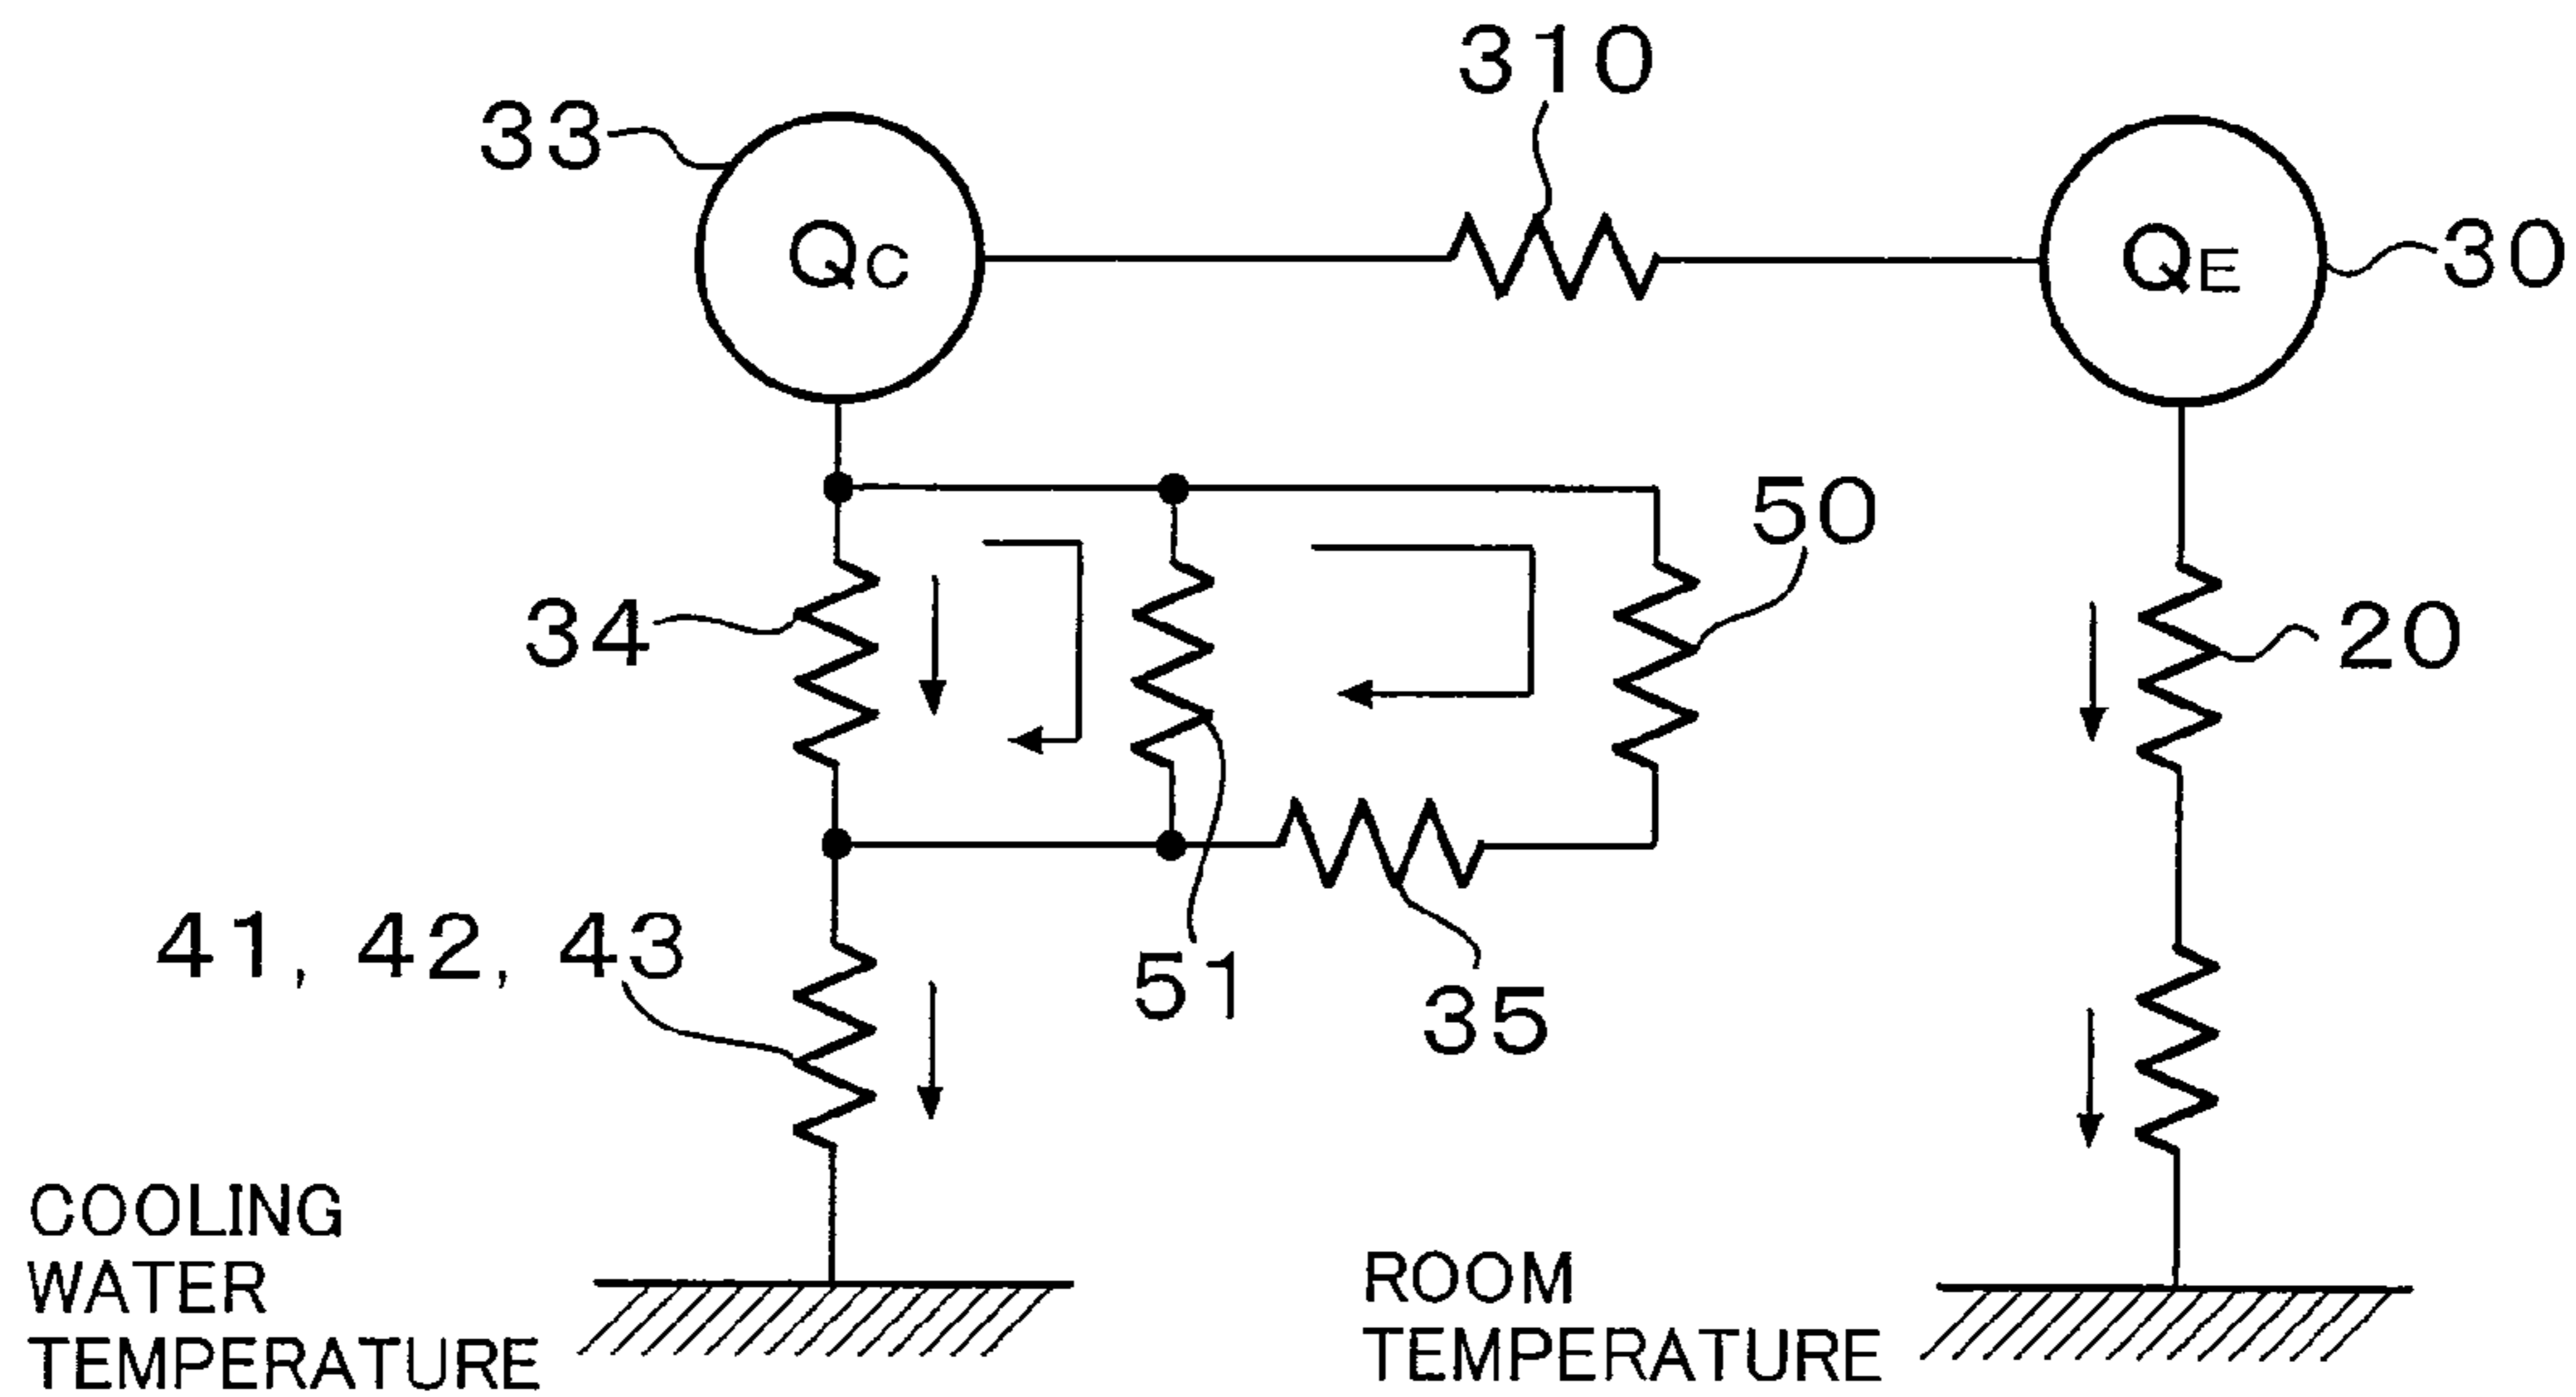 310
33
QC
QE
30
50
34
20
41, 42, 43
51
35
COOLING
WATER
TEMPERATURE
ROOM
TEMPERATURE